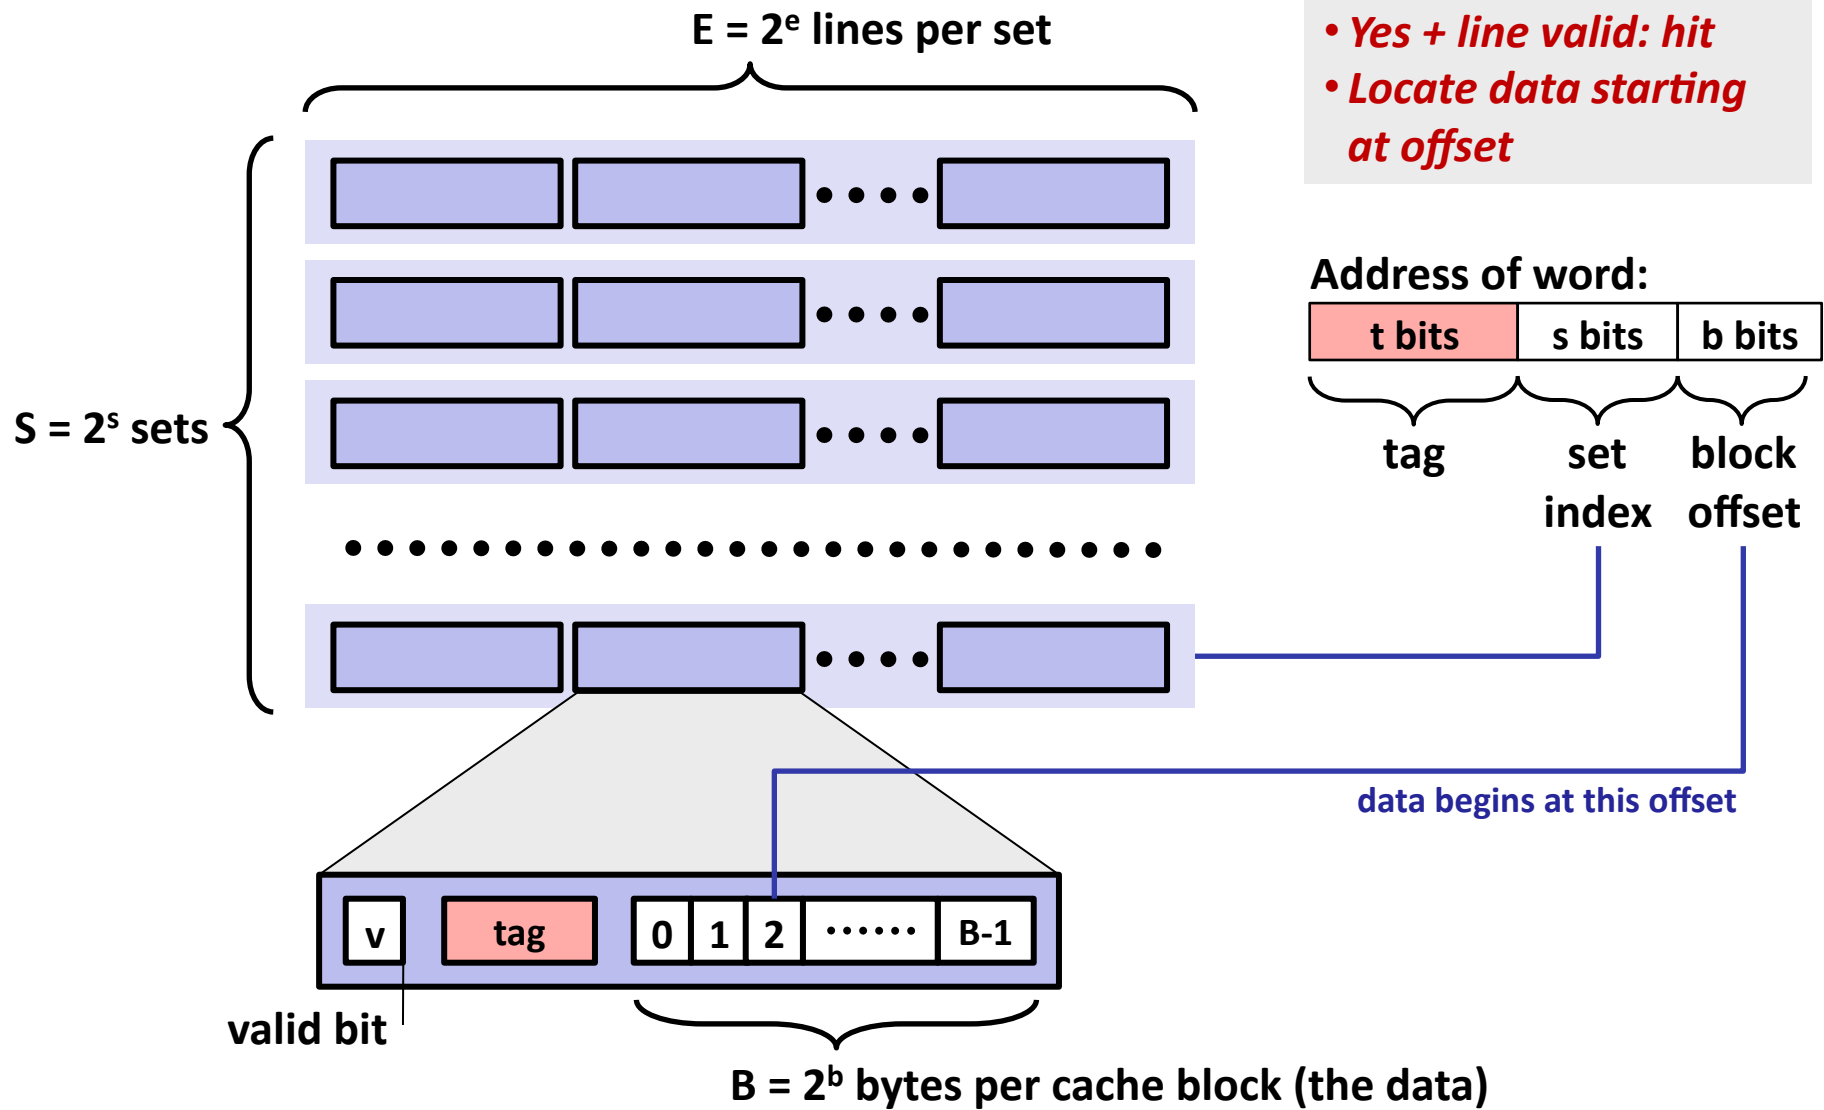 E = 2ᵉ lines per set
• Yes + line valid: hit
• Locate data starting
at offset
Address of word:
t bits s bits b bits
S = 2ˢ sets
tag set block
index offset
data begins at this offset
v tag 0 1 2 •••••• B-1
valid bit
B = 2ᵇ bytes per cache block (the data)